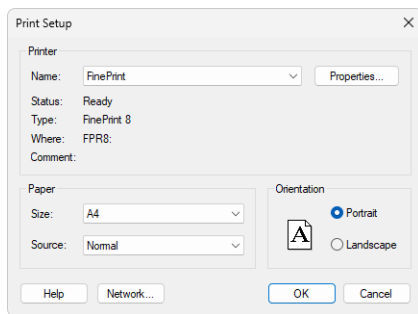 Print Setup
Printer
Name: FinePrint Properties...
Status: Ready
Type: FinePrint 8
Where: FPR8:
Comment:
Paper
Size: A4
Source: Normal
Orientation
A
Portrait
Landscape
Help Network... OK Cancel